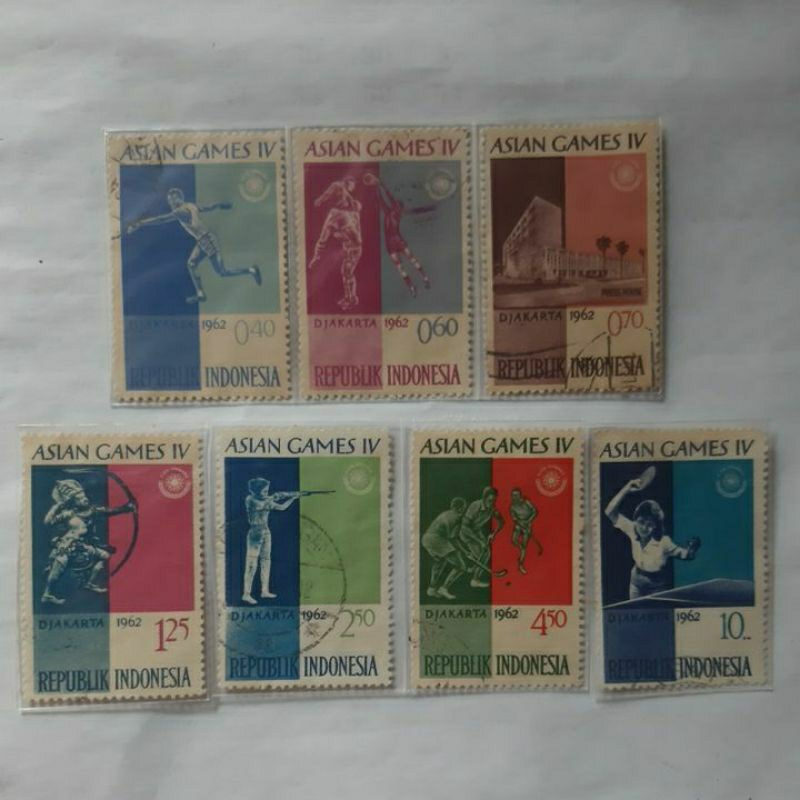 ASIAN GAMES IV
DJAKARTA 1962
0.40
REPUBLIK INDONESIA
ASIAN GAMES IV
DJAKARTA 1962
0.60
REPUBLIK INDONESIA
ASIAN GAMES IV
PRESS HOUSE
DJAKARTA 1962
0.70
REPUBLIK INDONESIA
ASIAN GAMES IV
DJAKARTA 1962
1.25
REPUBLIK INDONESIA
ASIAN GAMES IV
DJAKARTA 1962
2.50
REPUBLIK INDONESIA
ASIAN GAMES IV
DJAKARTA 1962
4.50
REPUBLIK INDONESIA
ASIAN GAMES IV
DJAKARTA 1962
10..
REPUBLIK INDONESIA